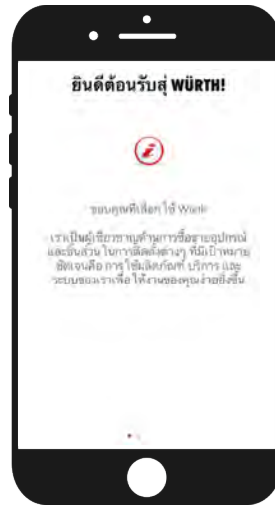 ยินดีต้อนรับสู่ WÜRTH!
ขอบคุณที่เลือกใช้ Würth
เราเป็นผู้เชี่ยวชาญด้านการซื้อขายอุปกรณ์
และชิ้นส่วนในการติดตั้งต่างๆ ที่มีเป้าหมาย
ชัดเจนคือ การใช้ผลิตภัณฑ์ บริการ และ
ระบบของเราเพื่อให้งานของคุณง่ายยิ่งขึ้น